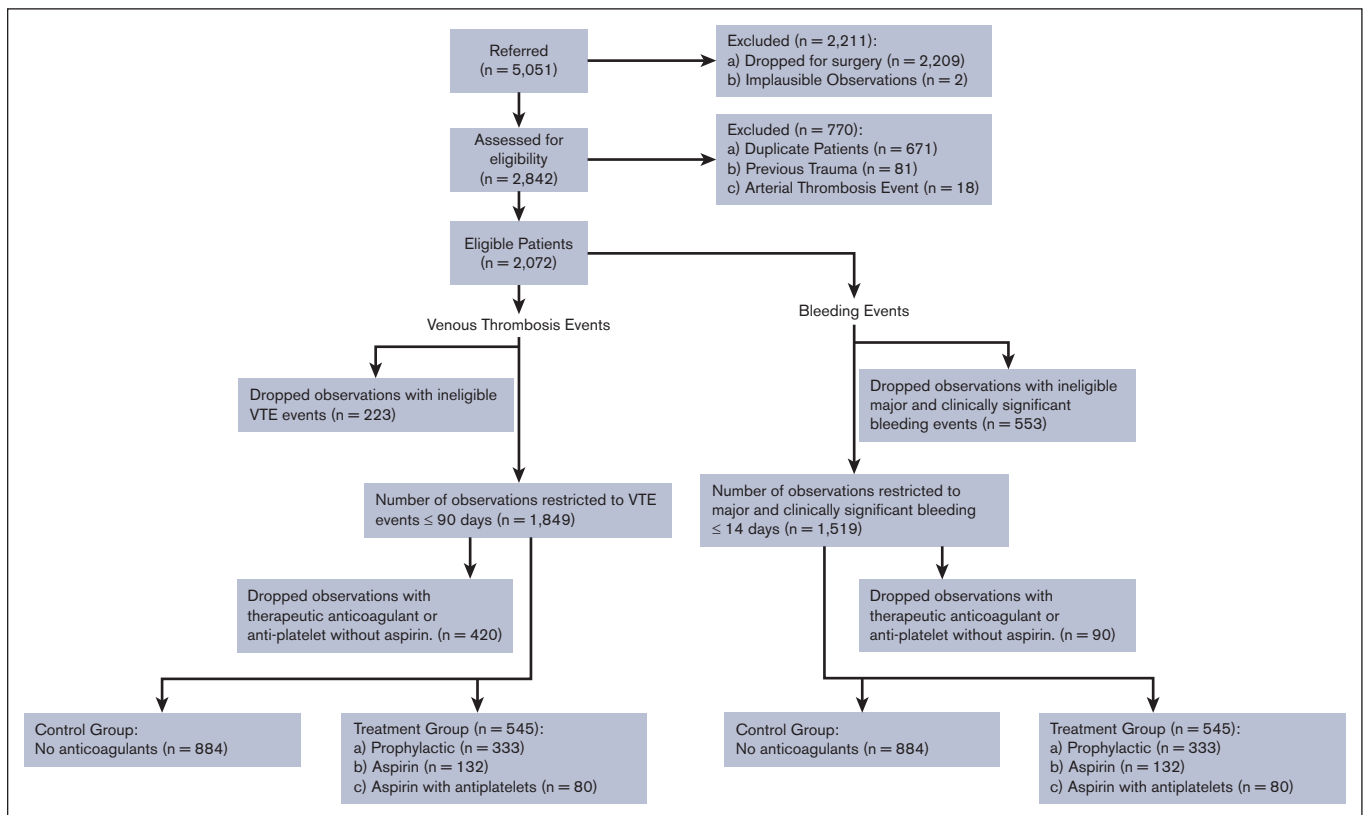 Referred
(n = 5,051)
Excluded (n = 2,211):
a) Dropped for surgery (n = 2,209)
b) Implausible Observations (n = 2)
Assessed for
eligibility
(n = 2,842)
Excluded (n = 770):
a) Duplicate Patients (n = 671)
b) Previous Trauma (n = 81)
c) Arterial Thrombosis Event (n = 18)
Eligible Patients
(n = 2,072)
Venous Thrombosis Events
Bleeding Events
Dropped observations with ineligible
VTE events (n = 223)
Dropped observations with ineligible
major and clinically significant
bleeding events (n = 553)
Number of observations restricted to VTE
events ≤ 90 days (n = 1,849)
Number of observations restricted to
major and clinically significant bleeding
≤ 14 days (n = 1,519)
Dropped observations with
therapeutic anticoagulant or
anti-platelet without aspirin. (n = 420)
Dropped observations with
therapeutic anticoagulant or
anti-platelet without aspirin. (n = 90)
Control Group:
No anticoagulants (n = 884)
Treatment Group (n = 545):
a) Prophylactic (n = 333)
b) Aspirin (n = 132)
c) Aspirin with antiplatelets (n = 80)
Control Group:
No anticoagulants (n = 884)
Treatment Group (n = 545):
a) Prophylactic (n = 333)
b) Aspirin (n = 132)
c) Aspirin with antiplatelets (n = 80)